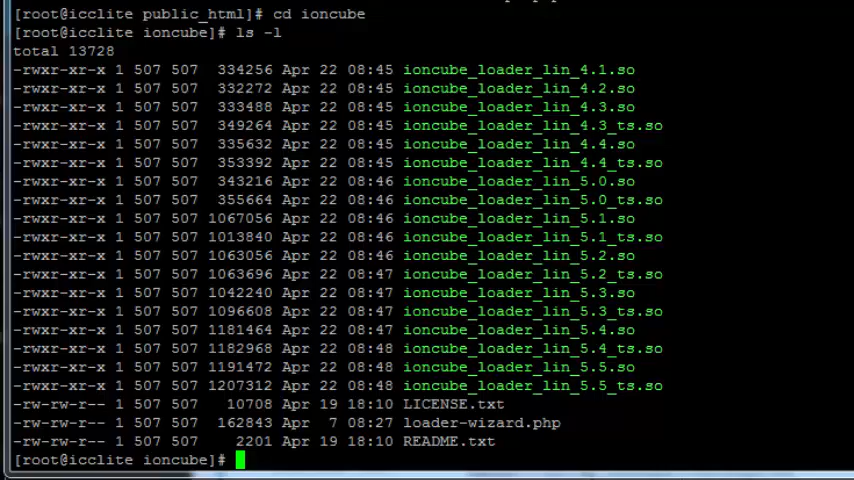 [root@icclite public_html]# cd ioncube
[root@icclite ioncube]# ls -l
total 13728
-rwxr-xr-x 1 507 507  334256 Apr 22 08:45 ioncube_loader_lin_4.1.so
-rwxr-xr-x 1 507 507  332272 Apr 22 08:45 ioncube_loader_lin_4.2.so
-rwxr-xr-x 1 507 507  333488 Apr 22 08:45 ioncube_loader_lin_4.3.so
-rwxr-xr-x 1 507 507  349264 Apr 22 08:45 ioncube_loader_lin_4.3_ts.so
-rwxr-xr-x 1 507 507  335632 Apr 22 08:45 ioncube_loader_lin_4.4.so
-rwxr-xr-x 1 507 507  353392 Apr 22 08:45 ioncube_loader_lin_4.4_ts.so
-rwxr-xr-x 1 507 507  343216 Apr 22 08:46 ioncube_loader_lin_5.0.so
-rwxr-xr-x 1 507 507  355664 Apr 22 08:46 ioncube_loader_lin_5.0_ts.so
-rwxr-xr-x 1 507 507 1067056 Apr 22 08:46 ioncube_loader_lin_5.1.so
-rwxr-xr-x 1 507 507 1013840 Apr 22 08:46 ioncube_loader_lin_5.1_ts.so
-rwxr-xr-x 1 507 507 1063056 Apr 22 08:46 ioncube_loader_lin_5.2.so
-rwxr-xr-x 1 507 507 1063696 Apr 22 08:47 ioncube_loader_lin_5.2_ts.so
-rwxr-xr-x 1 507 507 1042240 Apr 22 08:47 ioncube_loader_lin_5.3.so
-rwxr-xr-x 1 507 507 1096608 Apr 22 08:47 ioncube_loader_lin_5.3_ts.so
-rwxr-xr-x 1 507 507 1181464 Apr 22 08:47 ioncube_loader_lin_5.4.so
-rwxr-xr-x 1 507 507 1182968 Apr 22 08:48 ioncube_loader_lin_5.4_ts.so
-rwxr-xr-x 1 507 507 1191472 Apr 22 08:48 ioncube_loader_lin_5.5.so
-rwxr-xr-x 1 507 507 1207312 Apr 22 08:48 ioncube_loader_lin_5.5_ts.so
-rw-rw-r-- 1 507 507   10708 Apr 19 18:10 LICENSE.txt
-rw-rw-r-- 1 507 507  162843 Apr  7 08:27 loader-wizard.php
-rw-rw-r-- 1 507 507    2201 Apr 19 18:10 README.txt
[root@icclite ioncube]#